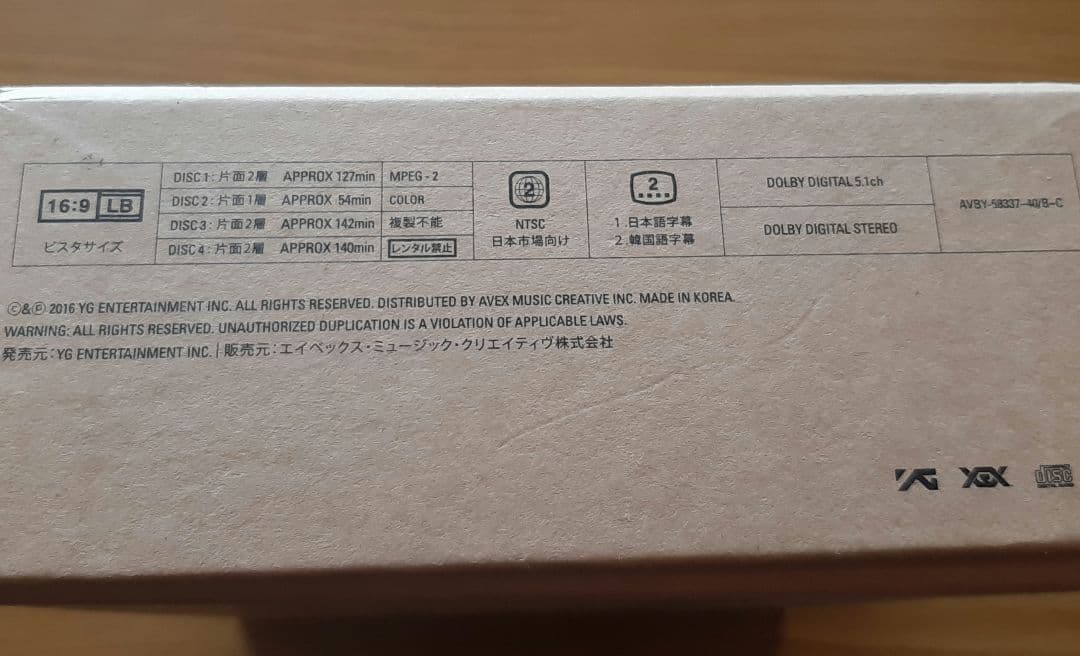 16:9 LB
ビスタサイズ
DISC1:片面2層 APPROX 127min
DISC2:片面1層 APPROX 54min
DISC3:片面2層 APPROX 142min
DISC4:片面2層 APPROX 140min
MPEG-2
COLOR
複製不能
レンタル禁止
2
NTSC
日本市場向け
2
1.日本語字幕
2.韓国語字幕
DOLBY DIGITAL 5.1ch
DOLBY DIGITAL STEREO
AVBY-58337~40/B~C
Ⓒ&Ⓟ 2016 YG ENTERTAINMENT INC. ALL RIGHTS RESERVED. DISTRIBUTED BY AVEX MUSIC CREATIVE INC. MADE IN KOREA.
WARNING: ALL RIGHTS RESERVED. UNAUTHORIZED DUPLICATION IS A VIOLATION OF APPLICABLE LAWS.
発売元:YG ENTERTAINMENT INC. | 販売元:エイベックス・ミュージック・クリエイティヴ株式会社
YG YGEX disc